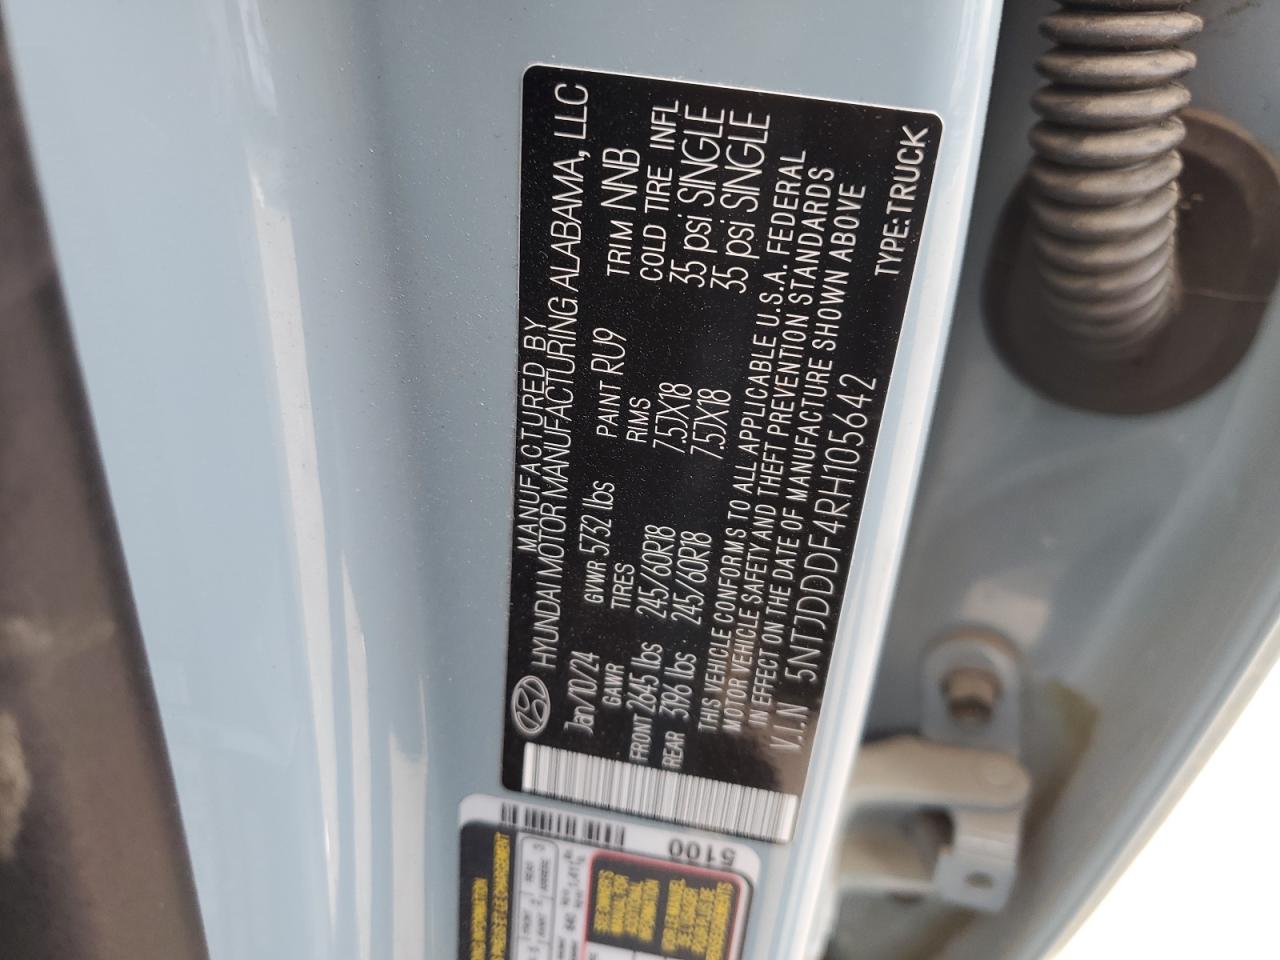 MANUFACTURED BY
HYUNDAI MOTOR MANUFACTURING ALABAMA, LLC
Jan/10/24 GVWR 5732 lbs PAINT RU9 TRIM NNB
GAWR TIRES RIMS COLD TIRE INFL
FRONT 2645 lbs 245/60R18 7.5JX18 35 psi SINGLE
REAR 3196 lbs 245/60R18 7.5JX18 35 psi SINGLE
THIS VEHICLE CONFORMS TO ALL APPLICABLE U.S.A. FEDERAL
MOTOR VEHICLE SAFETY AND THEFT PREVENTION STANDARDS
IN EFFECT ON THE DATE OF MANUFACTURE SHOWN ABOVE
V.I.N 5NTJDDDF4RH105642 TYPE:TRUCK
5100